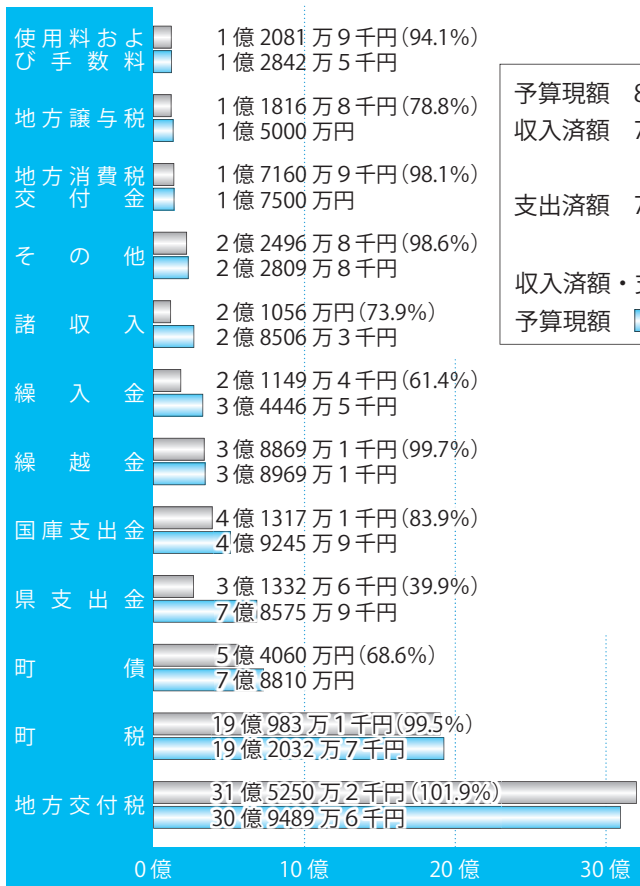 使用料およ
び手数料
1億2081万9千円(94.1%)
1億2842万5千円
地方譲与税
1億1816万8千円(78.8%)
1億5000万円
地方消費税
交付金
1億7160万9千円(98.1%)
1億7500万円
その他
2億2496万8千円(98.6%)
2億2809万8千円
諸収入
2億1056万円(73.9%)
2億8506万3千円
繰入金
2億1149万4千円(61.4%)
3億4446万5千円
繰越金
3億8869万1千円(99.7%)
3億8969万1千円
国庫支出金
4億1317万1千円(83.9%)
4億9245万9千円
県支出金
3億1332万6千円(39.9%)
7億8575万9千円
町債
5億4060万円(68.6%)
7億8810万円
町税
19億983万1千円(99.5%)
19億2032万7千円
地方交付税
31億5250万2千円(101.9%)
30億9489万6千円
0億 10億 20億 30億
予算現額 8
収入済額 7
支出済額 7
収入済額・支
予算現額